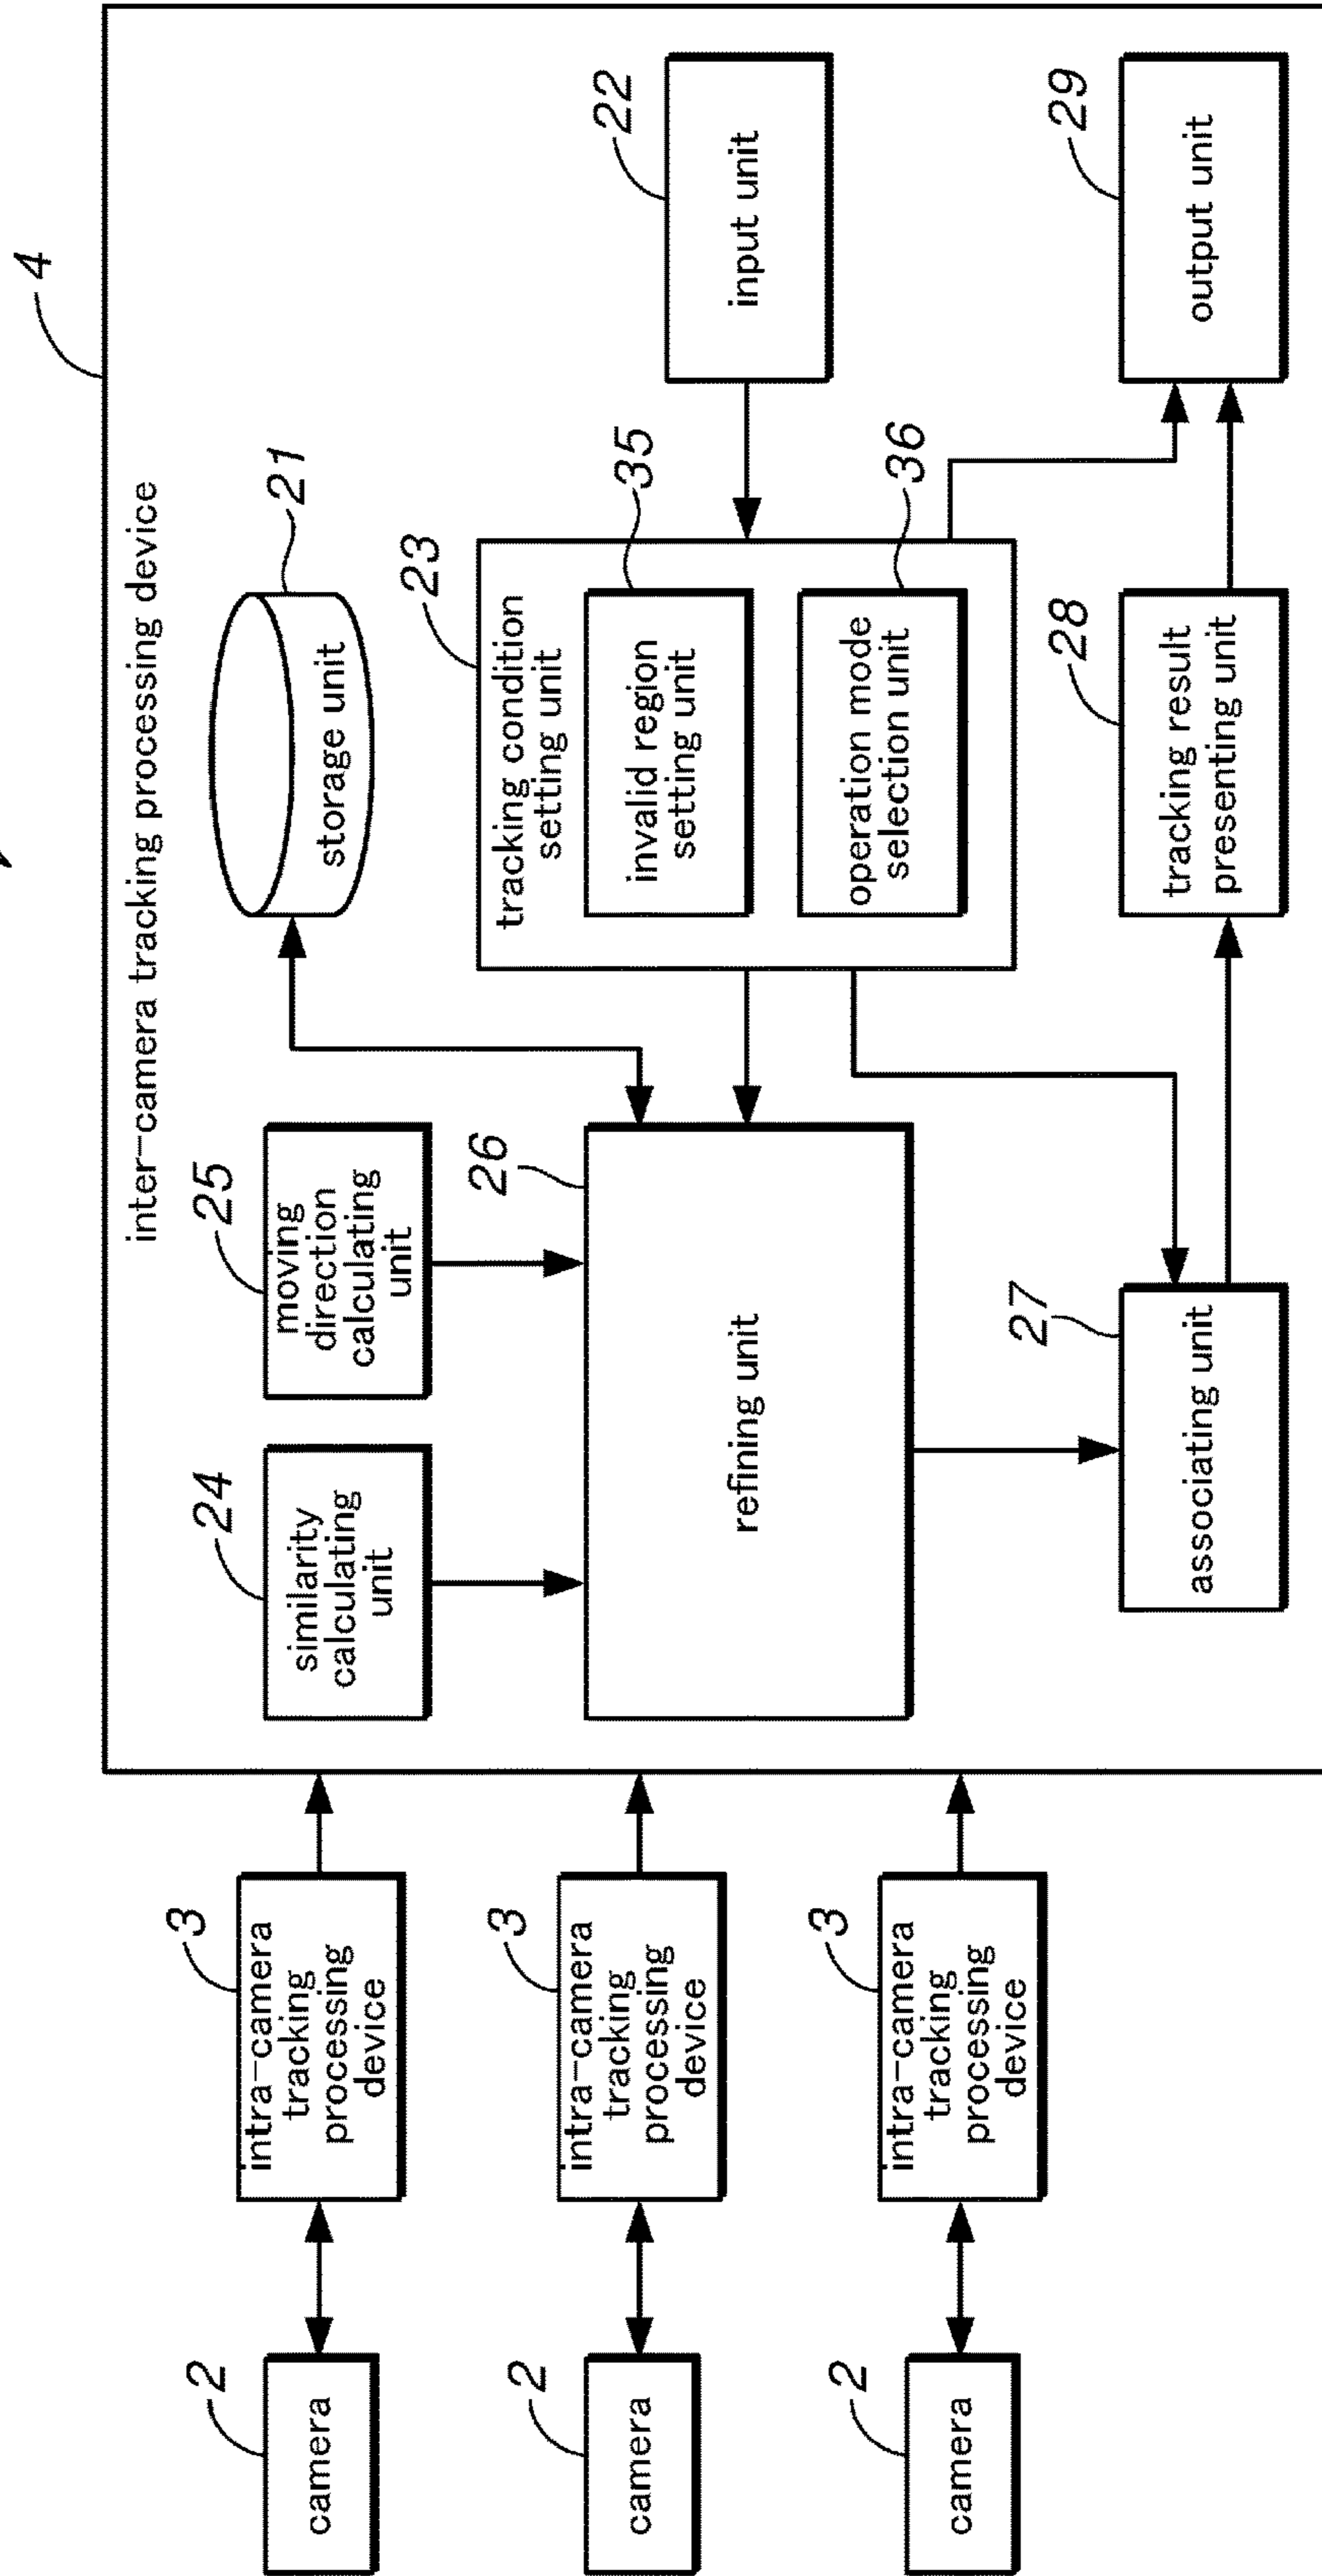 4
inter-camera tracking processing device
2
camera
3
intra-camera
tracking
processing
device
2
camera
3
intra-camera
tracking
processing
device
2
camera
3
intra-camera
tracking
processing
device
24
similarity
calculating
unit
25
moving
direction
calculating
unit
21
storage unit
26
refining unit
23
tracking condition
setting unit
35
invalid region
setting unit
36
operation mode
selection unit
22
input unit
27
associating unit
28
tracking result
presenting unit
29
output unit